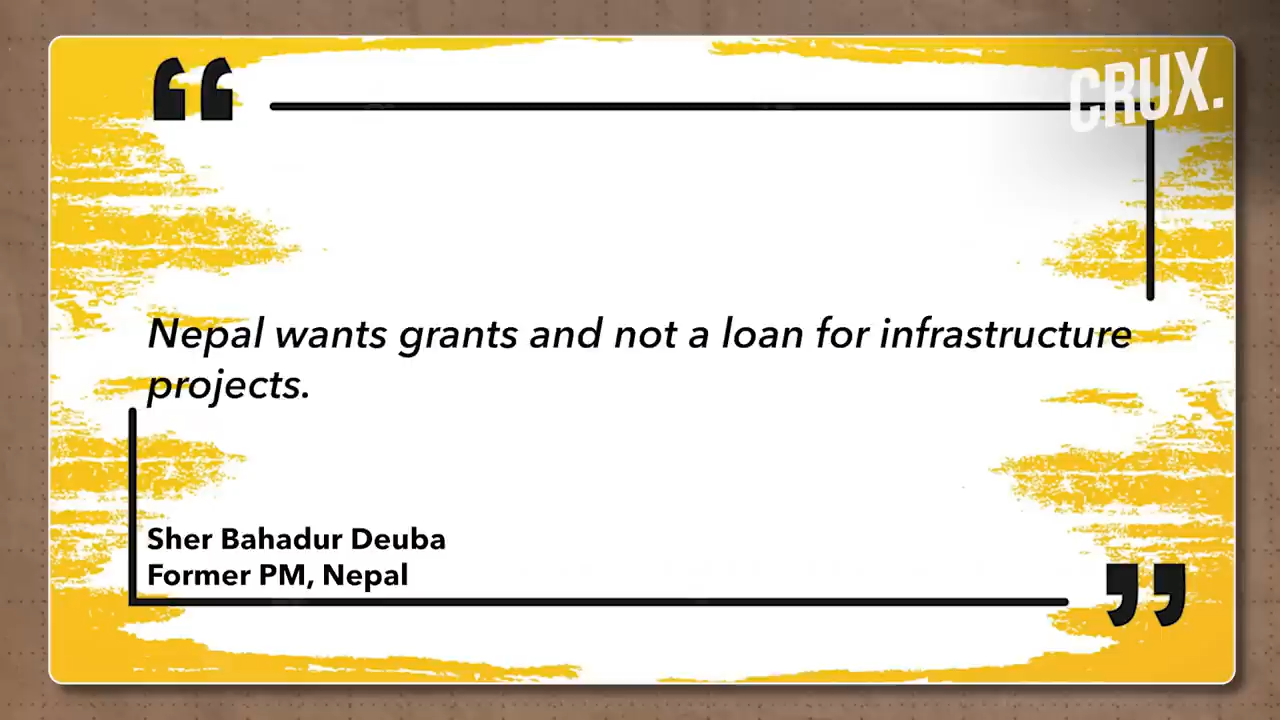 CRUX.
Nepal wants grants and not a loan for infrastructure
projects.
Sher Bahadur Deuba
Former PM, Nepal